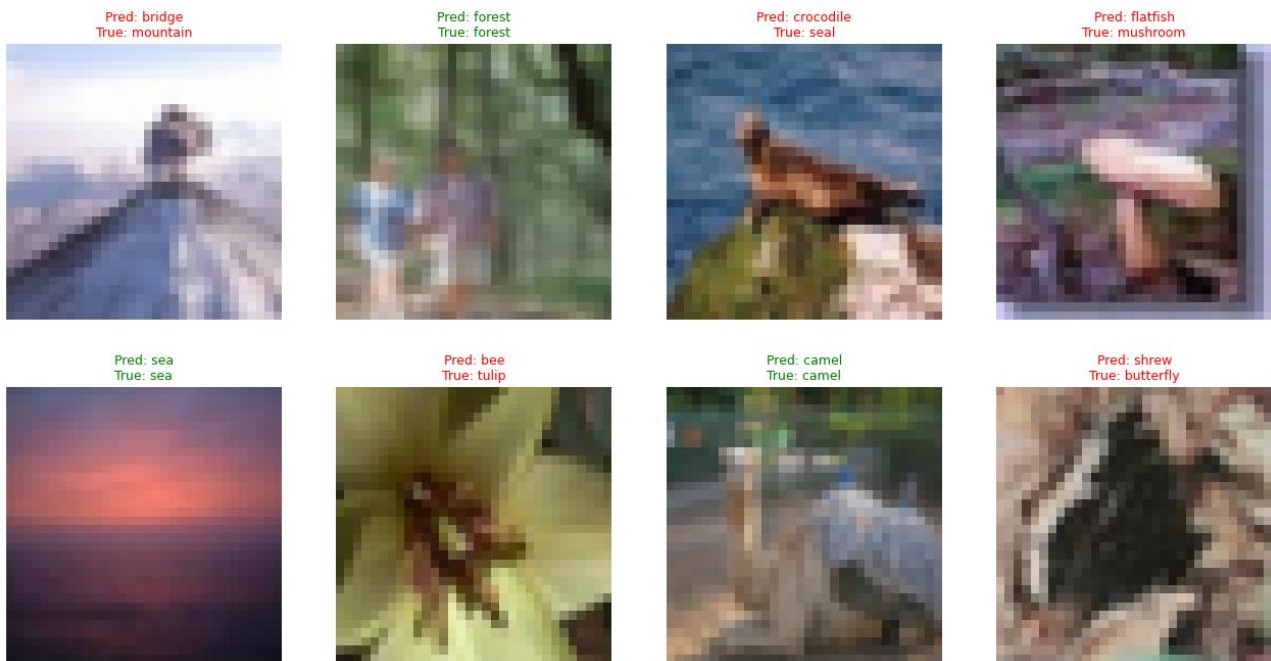 Pred: bridge
True: mountain
Pred: forest
True: forest
Pred: crocodile
True: seal
Pred: flatfish
True: mushroom
Pred: sea
True: sea
Pred: bee
True: tulip
Pred: camel
True: camel
Pred: shrew
True: butterfly